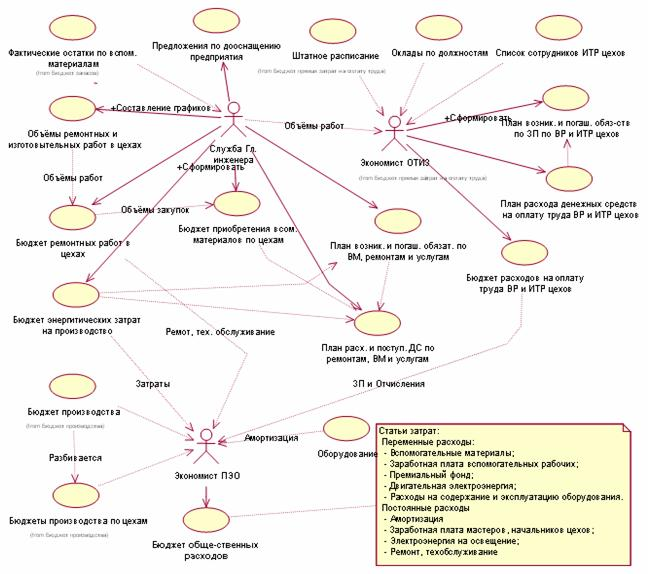 Фактические остатки по вспом.
материалам
(from Бюджет запасов)
Предложения по дооснащению
предприятия
Штатное расписание
(from Бюджет прямых затрат на оплату труда)
Оклады по должностям
Список сотрудников ИТР цехов
+Составление графиков
Объёмы ремонтных и
изготовытельных работ в цехах
Служба Гл.
инженера
Объёмы работ
Экономист ОТИЗ
(from Бюджет прямых затрат на оплату труда)
+Сформировать
План возник. и погаш. обяз-ств
по ЗП по ВР и ИТР цехов
План расхода денежных средств
на оплату труда ВР и ИТР цехов
+Сформировать
Объёмы работ
Объёмы закупок
Бюджет ремонтных работ в
цехах
Бюджет приобретения вспом.
материалов по цехам
План возник. и погаш. обязат. по
ВМ, ремонтам и услугам
Бюджет расходов на оплату
труда ВР и ИТР цехов
Бюджет энергитических затрат
на производство
Ремот, тех. обслуживание
План расх. и поступ. ДС по
ремонтам, ВМ и услугам
Затраты
ЗП и Отчисления
Бюджет производства
(from Бюджет производства)
Разбивается
Экономист ПЭО
Амортизация
Оборудование
Бюджеты производства по цехам
(from Бюджет производства)
Бюджет обще-ственных
расходов
Статьи затрат:
Переменные расходы:
- Вспомогательные материалы;
- Заработная плата вспомогательных рабочих;
- Премиальный фонд;
- Двигательная электроэнергия;
- Расходы на содержание и эксплуатацию оборудования.
Постоянные расходы
- Амортизация
- Заработная плата мастеров, начальников цехов;
- Электроэнергия на освещение;
- Ремонт, техобслуживание